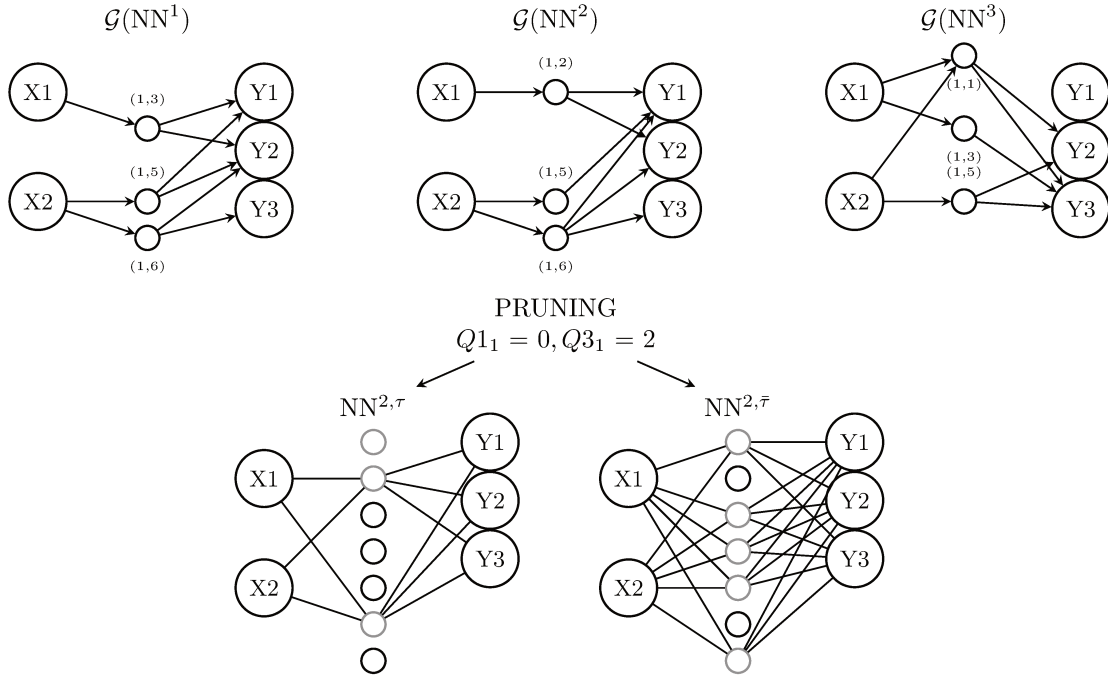 𝒢(NN¹)
X1
(1,3)
Y1
(1,5)
Y2
X2
Y3
(1,6)
𝒢(NN²)
(1,2)
X1
Y1
Y2
(1,5)
X2
Y3
(1,6)
𝒢(NN³)
X1
(1,1)
Y1
Y2
(1,3)
(1,5)
X2
Y3
PRUNING
Q1₁ = 0, Q3₁ = 2
NN^{2,τ}
Y1
X1
Y2
Y3
X2
NN^{2,τ̄}
Y1
X1
Y2
Y3
X2